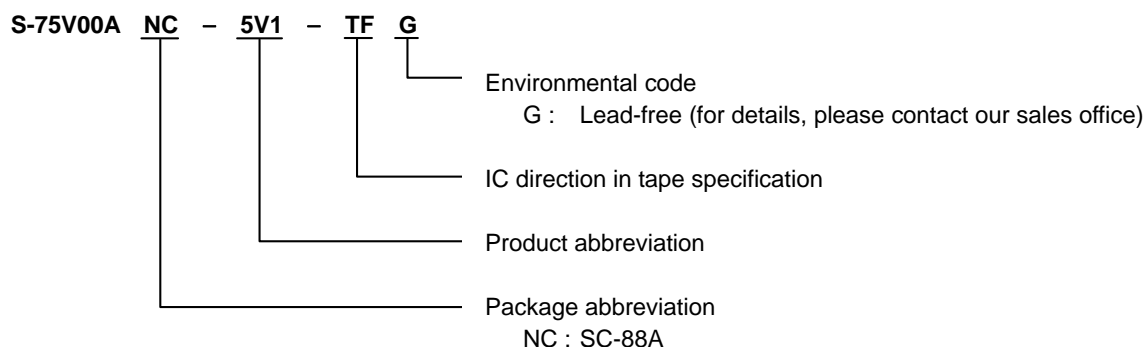 S-75V00A NC – 5V1 – TF G
Environmental code
G : Lead-free (for details, please contact our sales office)
IC direction in tape specification
Product abbreviation
Package abbreviation
NC : SC-88A